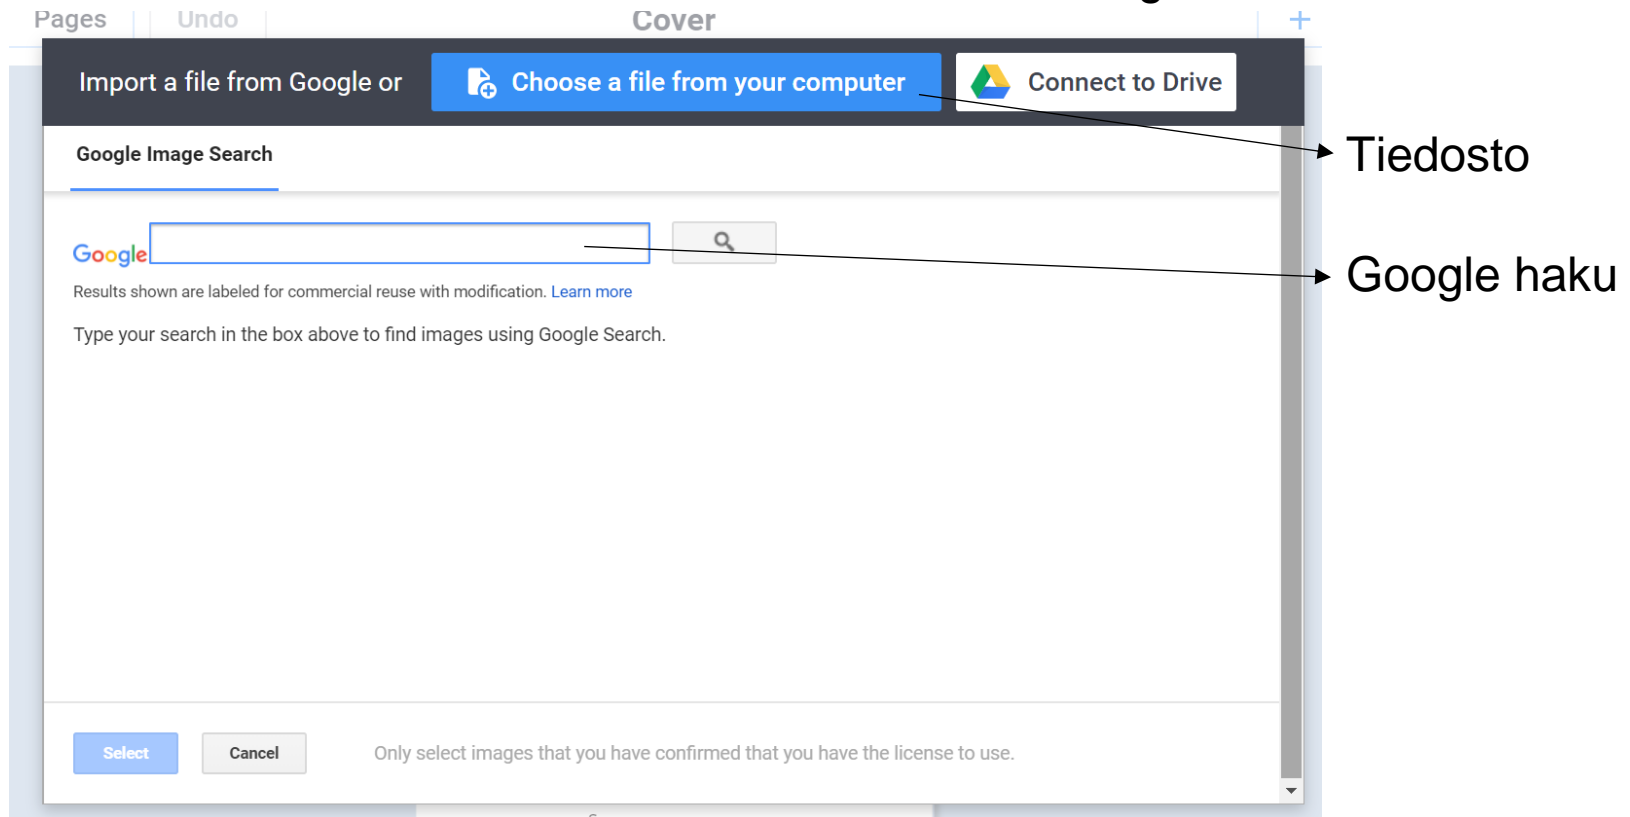 Pages Undo Cover +
Import a file from Google or Choose a file from your computer Connect to Drive
Google Image Search
Tiedosto
Google
Google haku
Results shown are labeled for commercial reuse with modification. Learn more
Type your search in the box above to find images using Google Search.
Select Cancel Only select images that you have confirmed that you have the license to use.